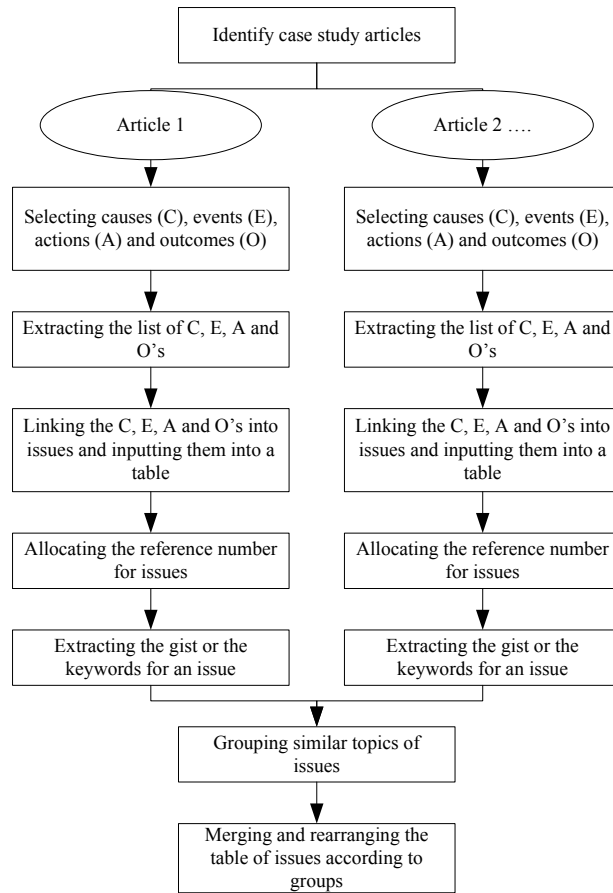 Identify case study articles
Article 1
Article 2 ….
Selecting causes (C), events (E),
actions (A) and outcomes (O)
Selecting causes (C), events (E),
actions (A) and outcomes (O)
Extracting the list of C, E, A and
O’s
Extracting the list of C, E, A and
O’s
Linking the C, E, A and O’s into
issues and inputting them into a
table
Linking the C, E, A and O’s into
issues and inputting them into a
table
Allocating the reference number
for issues
Allocating the reference number
for issues
Extracting the gist or the
keywords for an issue
Extracting the gist or the
keywords for an issue
Grouping similar topics of
issues
Merging and rearranging the
table of issues according to
groups